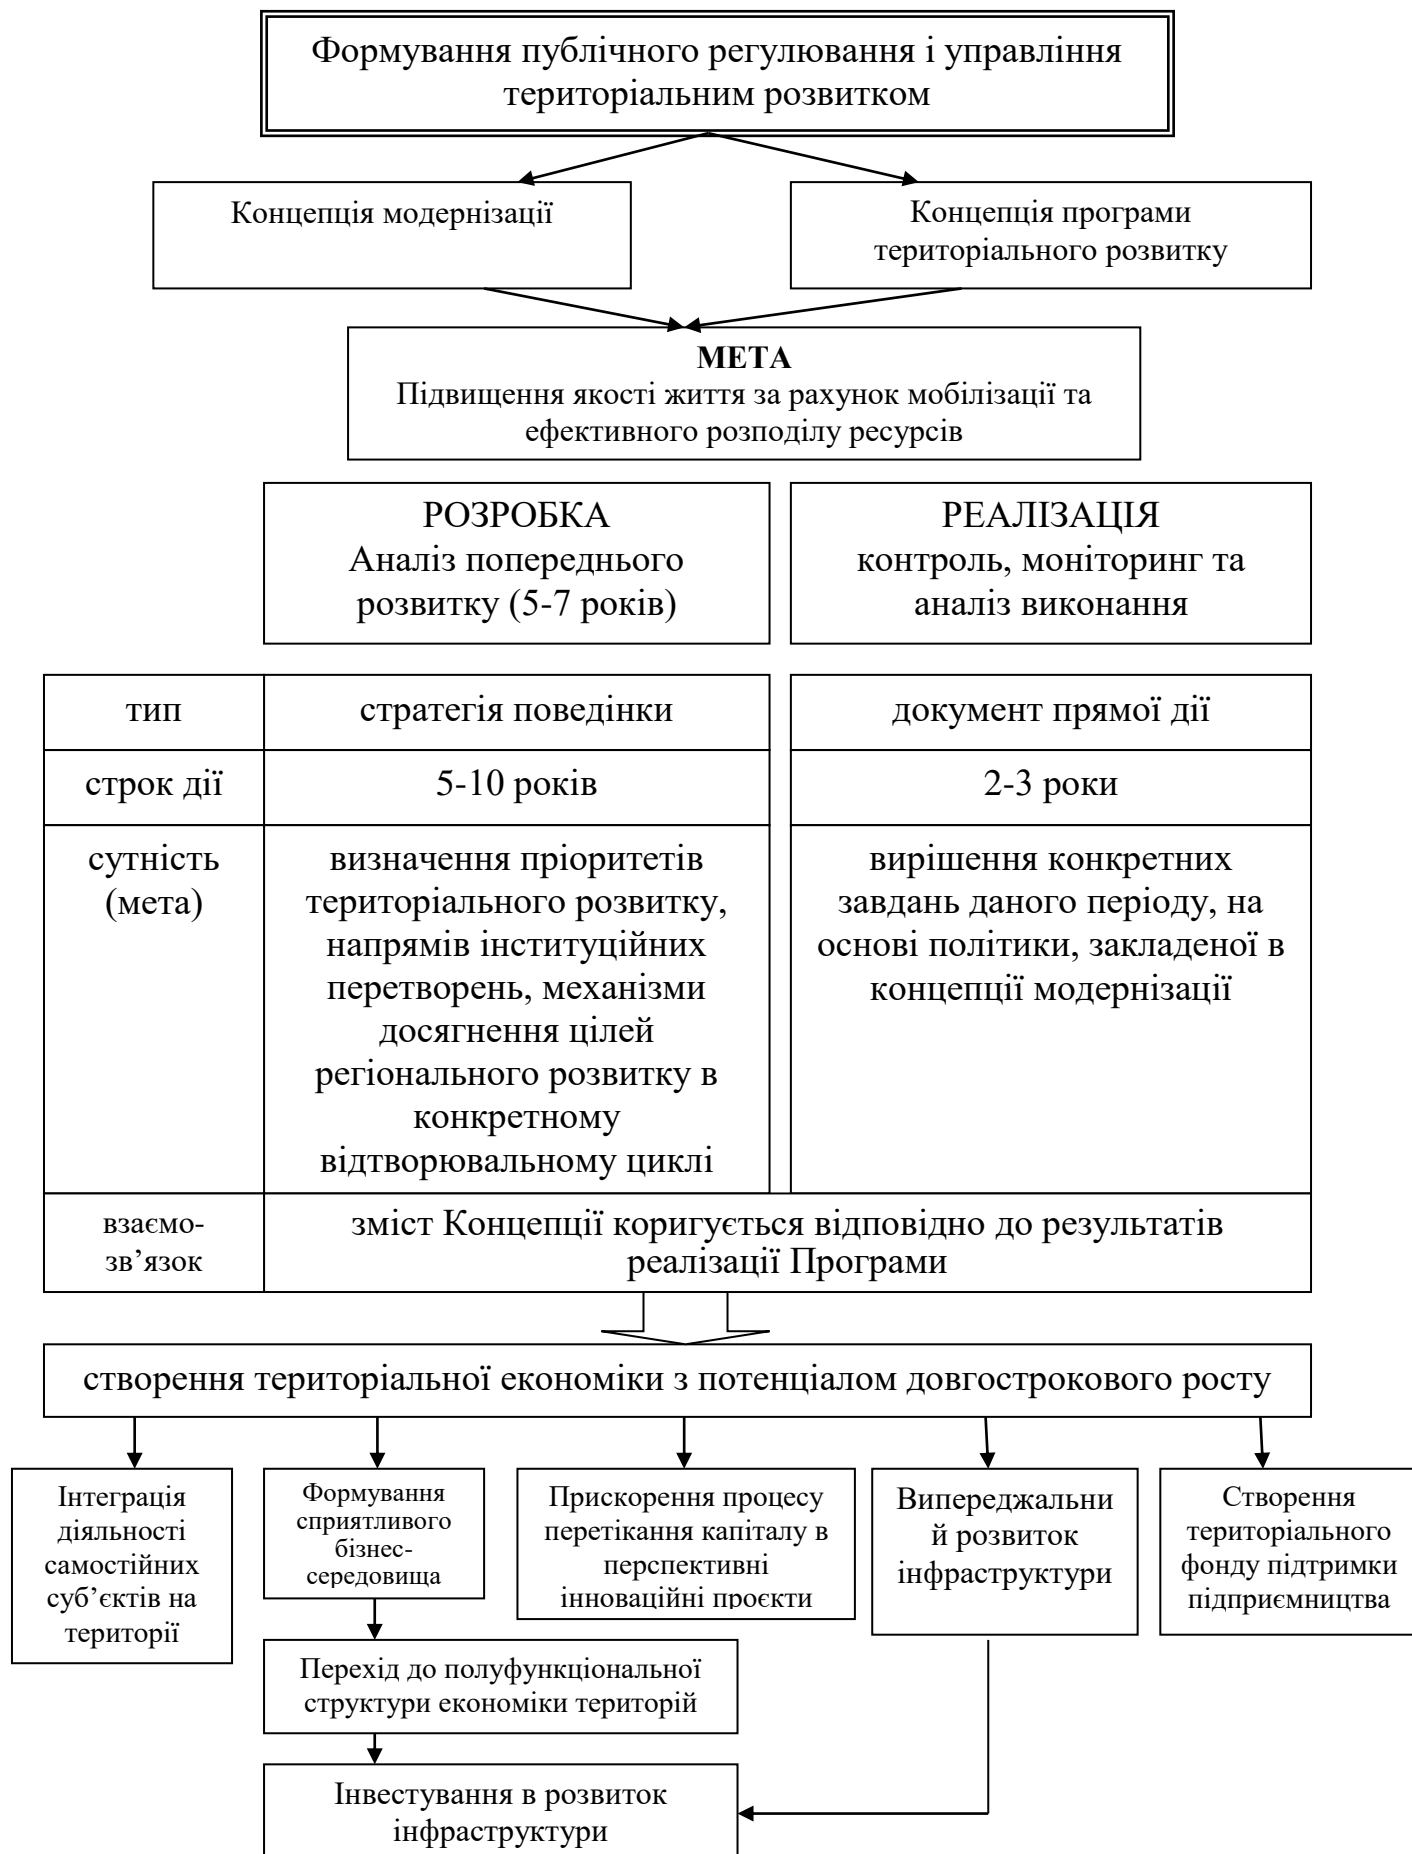 Формування публічного регулювання і управління
територіальним розвитком
Концепція модернізації
Концепція програми
територіального розвитку
МЕТА
Підвищення якості життя за рахунок мобілізації та
ефективного розподілу ресурсів
РОЗРОБКА
Аналіз попереднього
розвитку (5-7 років)
РЕАЛІЗАЦІЯ
контроль, моніторинг та
аналіз виконання
тип
стратегія поведінки
документ прямої дії
строк дії
5-10 років
2-3 роки
сутність
(мета)
визначення пріоритетів
територіального розвитку,
напрямів інституційних
перетворень, механізми
досягнення цілей
регіонального розвитку в
конкретному
відтворювальному циклі
вирішення конкретних
завдань даного періоду, на
основі політики, закладеної в
концепції модернізації
взаємо-
зв’язок
зміст Концепції коригується відповідно до результатів
реалізації Програми
створення територіальної економіки з потенціалом довгострокового росту
Інтеграція
діяльності
самостійних
суб’єктів на
території
Формування
сприятливого
бізнес-
середовища
Прискорення процесу
перетікання капіталу в
перспективні
інноваційні проєкти
Випереджальни
й розвиток
інфраструктури
Створення
територіального
фонду підтримки
підприємництва
Перехід до полуфункціональної
структури економіки територій
Інвестування в розвиток
інфраструктури